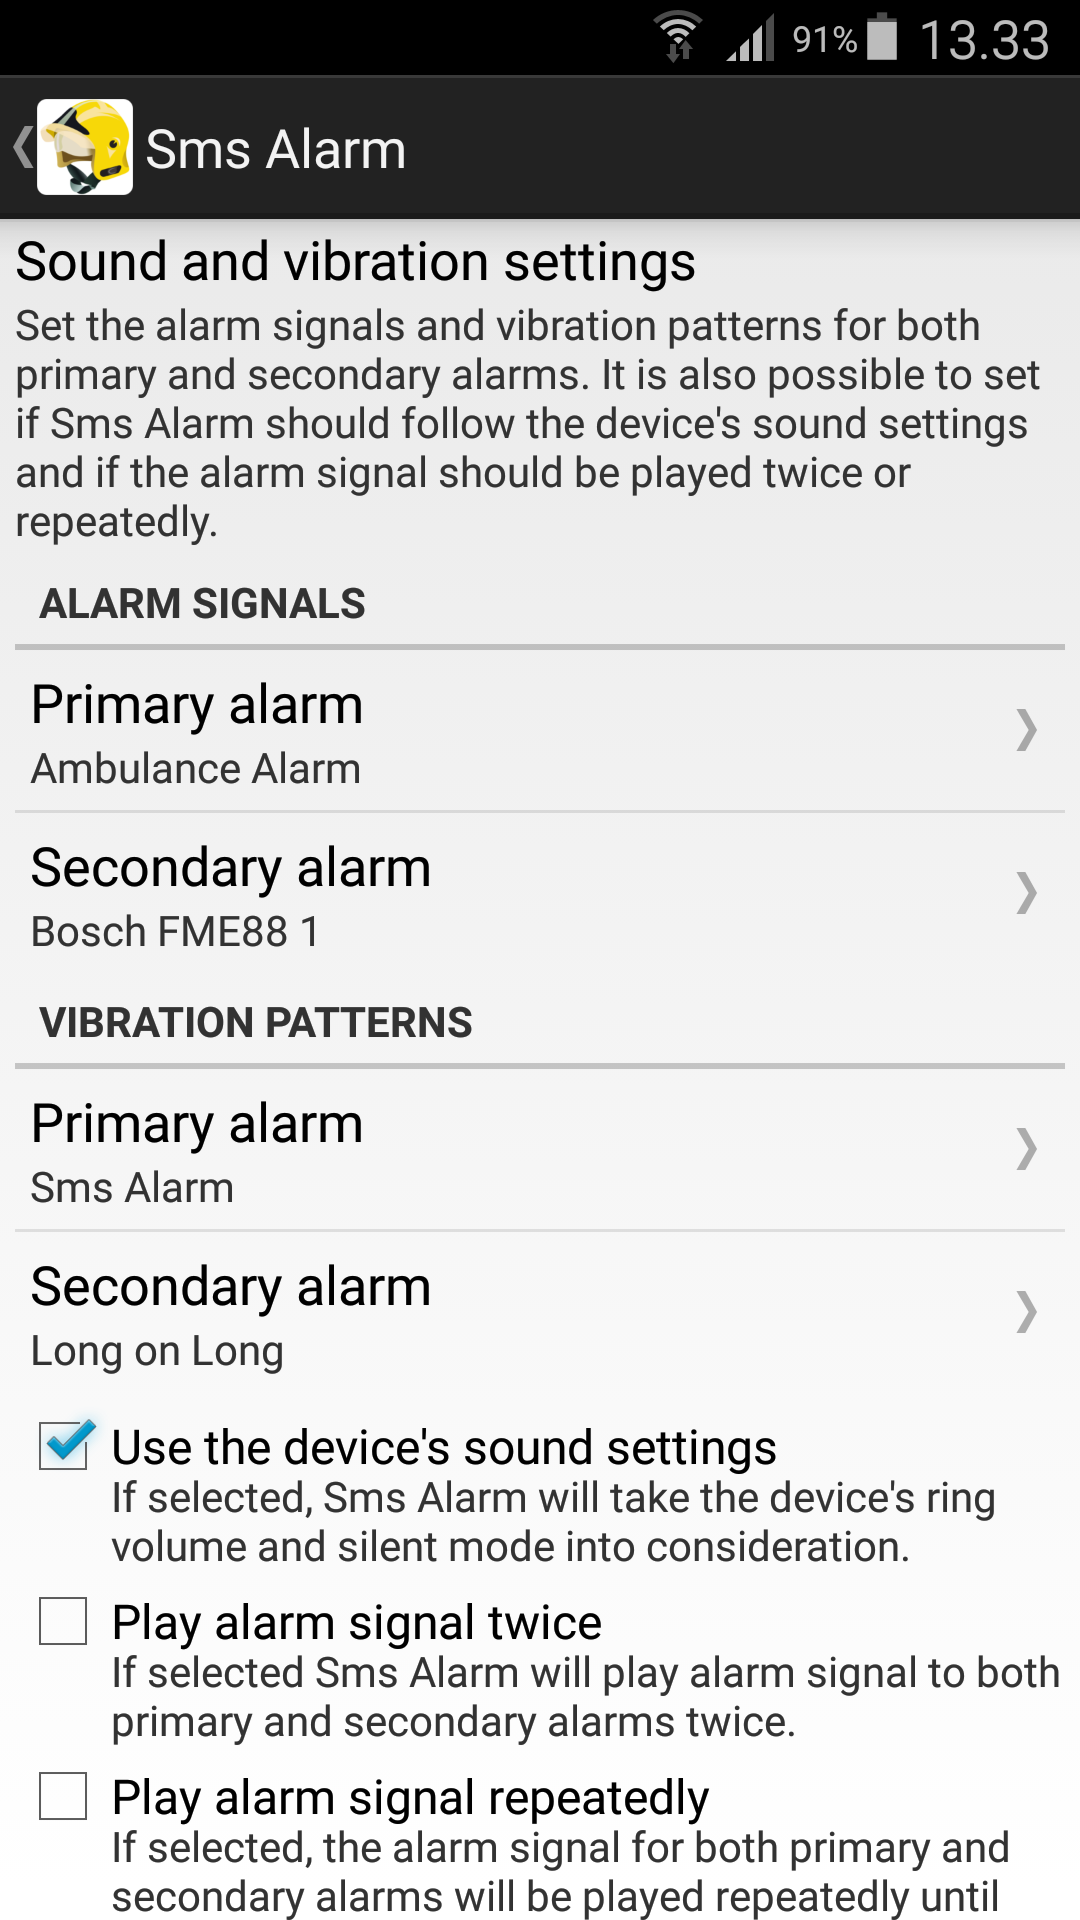 91% 13.33
Sms Alarm
Sound and vibration settings
Set the alarm signals and vibration patterns for both
primary and secondary alarms. It is also possible to set
if Sms Alarm should follow the device's sound settings
and if the alarm signal should be played twice or
repeatedly.
ALARM SIGNALS
Primary alarm
Ambulance Alarm
Secondary alarm
Bosch FME88 1
VIBRATION PATTERNS
Primary alarm
Sms Alarm
Secondary alarm
Long on Long
Use the device's sound settings
If selected, Sms Alarm will take the device's ring
volume and silent mode into consideration.
Play alarm signal twice
If selected Sms Alarm will play alarm signal to both
primary and secondary alarms twice.
Play alarm signal repeatedly
If selected, the alarm signal for both primary and
secondary alarms will be played repeatedly until